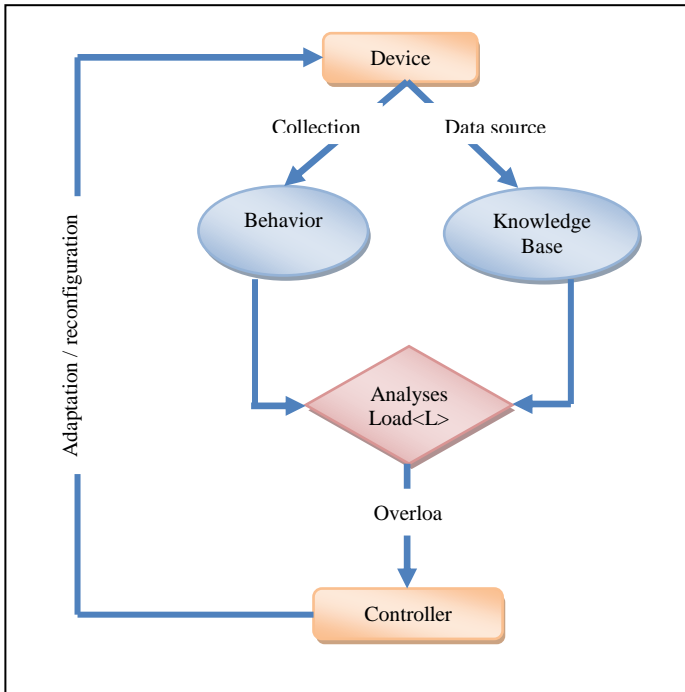 Device
Collection
Data source
Behavior
Knowledge
Base
Adaptation / reconfiguration
Analyses
Load<L>
Overloa
Controller